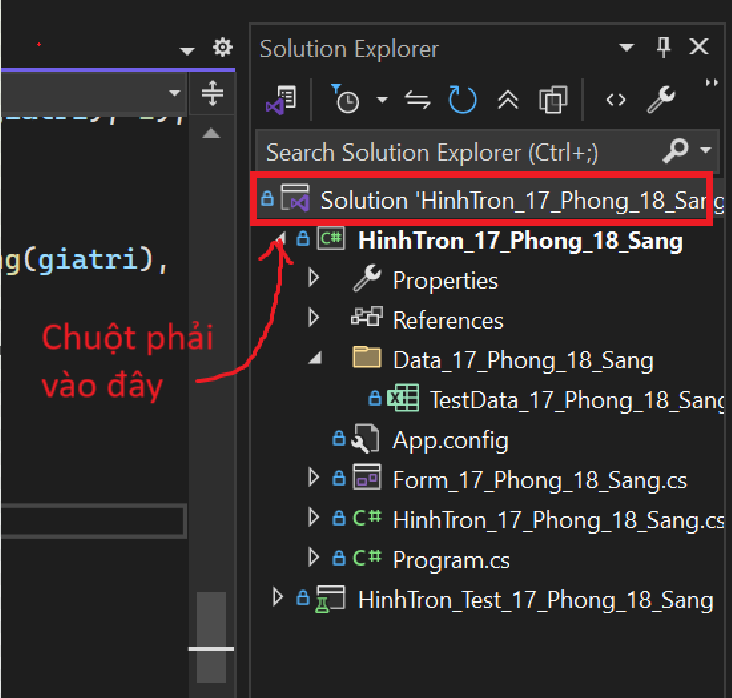 Solution Explorer
Search Solution Explorer (Ctrl+;)
Solution 'HinhTron_17_Phong_18_Sang
C# HinhTron_17_Phong_18_Sang
g(giatri),
Properties
References
Chuột phải
vào đây
Data_17_Phong_18_Sang
TestData_17_Phong_18_Sang
App.config
Form_17_Phong_18_Sang.cs
C# HinhTron_17_Phong_18_Sang.cs
C# Program.cs
HinhTron_Test_17_Phong_18_Sang